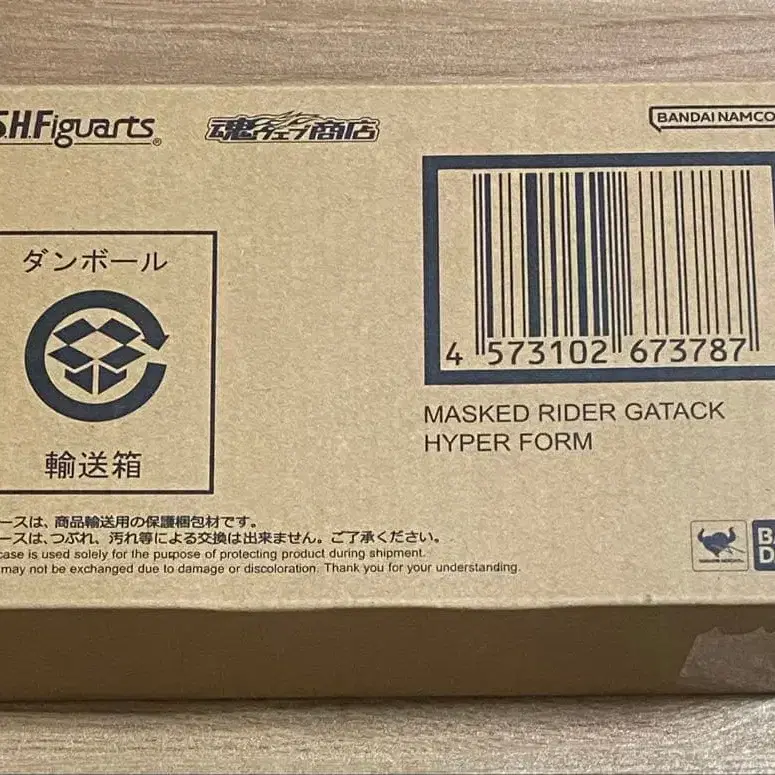 S.H.Figuarts®
魂ウェブ商店
BANDAI NAMCO
ダンボール
輸送箱
4 573102 673787
MASKED RIDER GATACK
HYPER FORM
ースは、商品輸送用の保護梱包材です。
ースは、つぶれ、汚れ等による交換は出来ません。ご了承ください。
case is used solely for the purpose of protecting product during shipment.
may not be exchanged due to damage or discoloration. Thank you for your understanding.